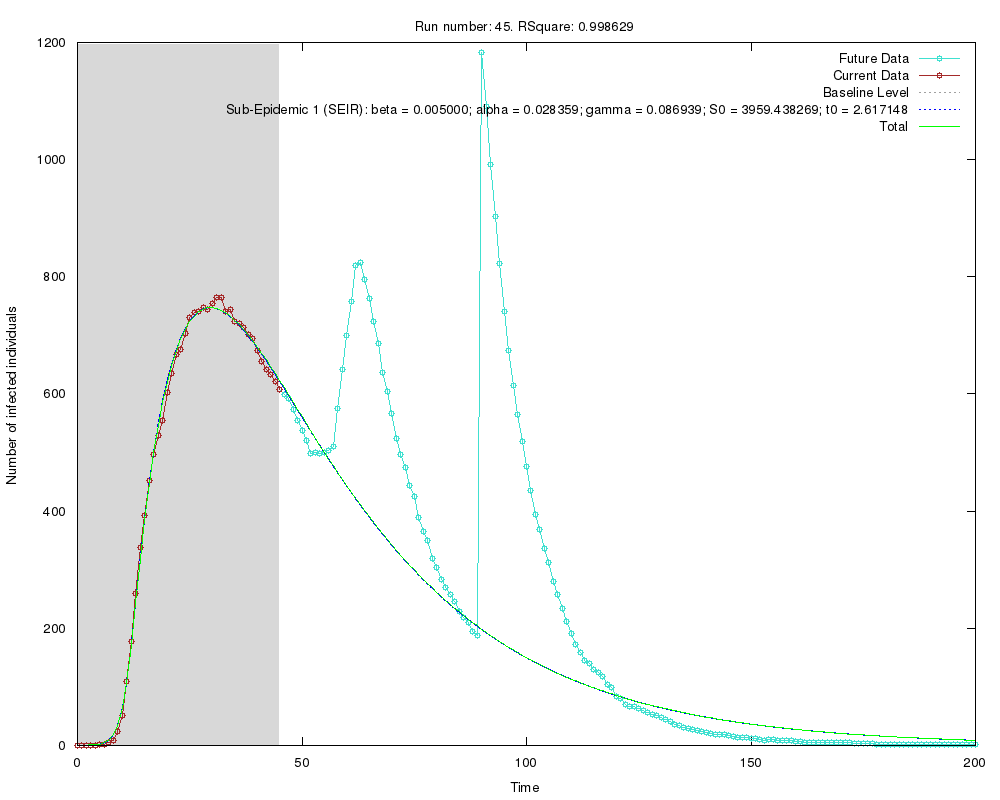 Run number: 45. RSquare: 0.998629
1200
1000
800
600
400
200
0
0
50
100
150
200
Number of infected individuals
Time
Future Data
Current Data
Baseline Level
Sub-Epidemic 1 (SEIR): beta = 0.005000; alpha = 0.028359; gamma = 0.086939; S0 = 3959.438269; t0 = 2.617148
Total